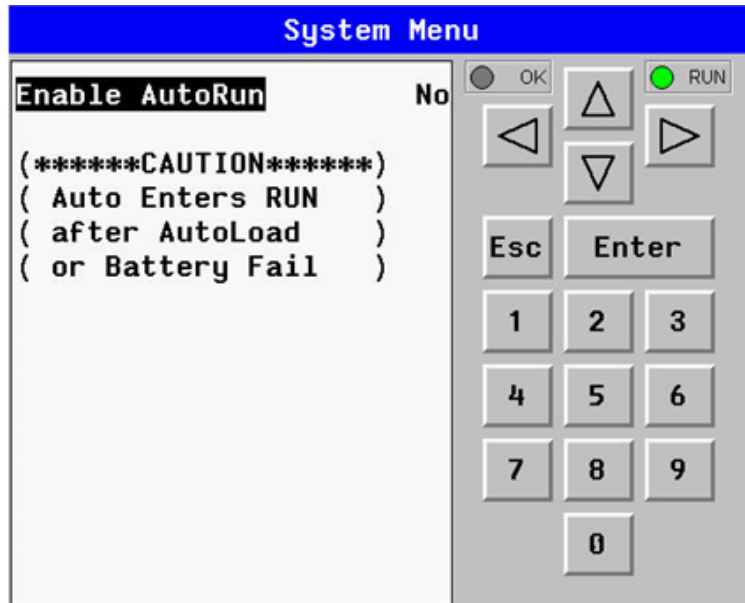 System Menu
Enable AutoRun No
(******CAUTION******)
( Auto Enters RUN )
( after AutoLoad )
( or Battery Fail )
OK
RUN
Esc Enter
1 2 3
4 5 6
7 8 9
0